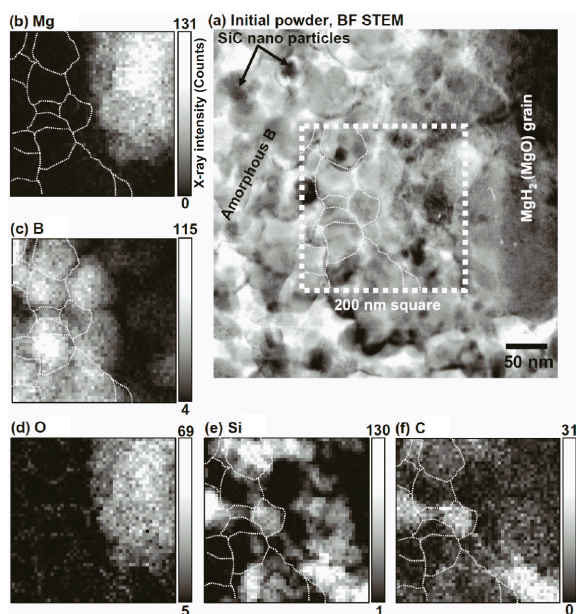 (b) Mg
131
X-ray intensity (Counts)
0
(a) Initial powder, BF STEM
SiC nano particles
Amorphous B
MgH₂ (MgO) grain
200 nm square
50 nm
(c) B
115
4
(d) O
69
5
(e) Si
130
1
(f) C
31
0